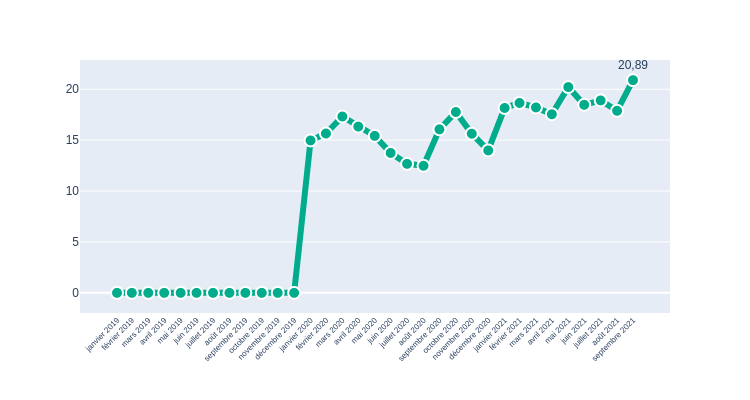 20,89
20
15
10
5
0
janvier 2019
février 2019
mars 2019
avril 2019
mai 2019
juin 2019
juillet 2019
août 2019
septembre 2019
octobre 2019
novembre 2019
décembre 2019
janvier 2020
février 2020
mars 2020
avril 2020
mai 2020
juin 2020
juillet 2020
août 2020
septembre 2020
octobre 2020
novembre 2020
décembre 2020
janvier 2021
février 2021
mars 2021
avril 2021
mai 2021
juin 2021
juillet 2021
août 2021
septembre 2021